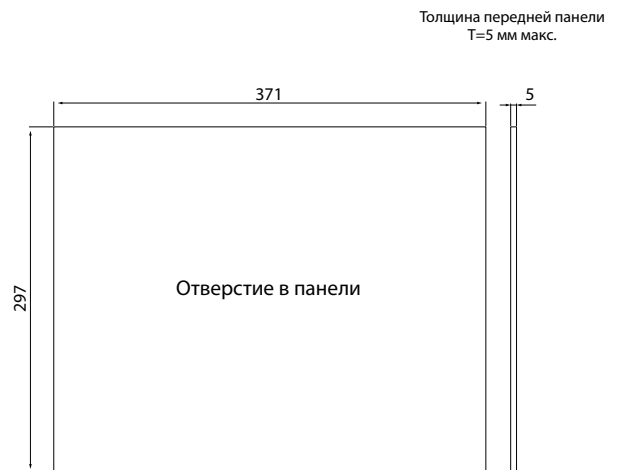 Толщина передней панели
T=5 мм макс.
371
5
297
Отверстие в панели